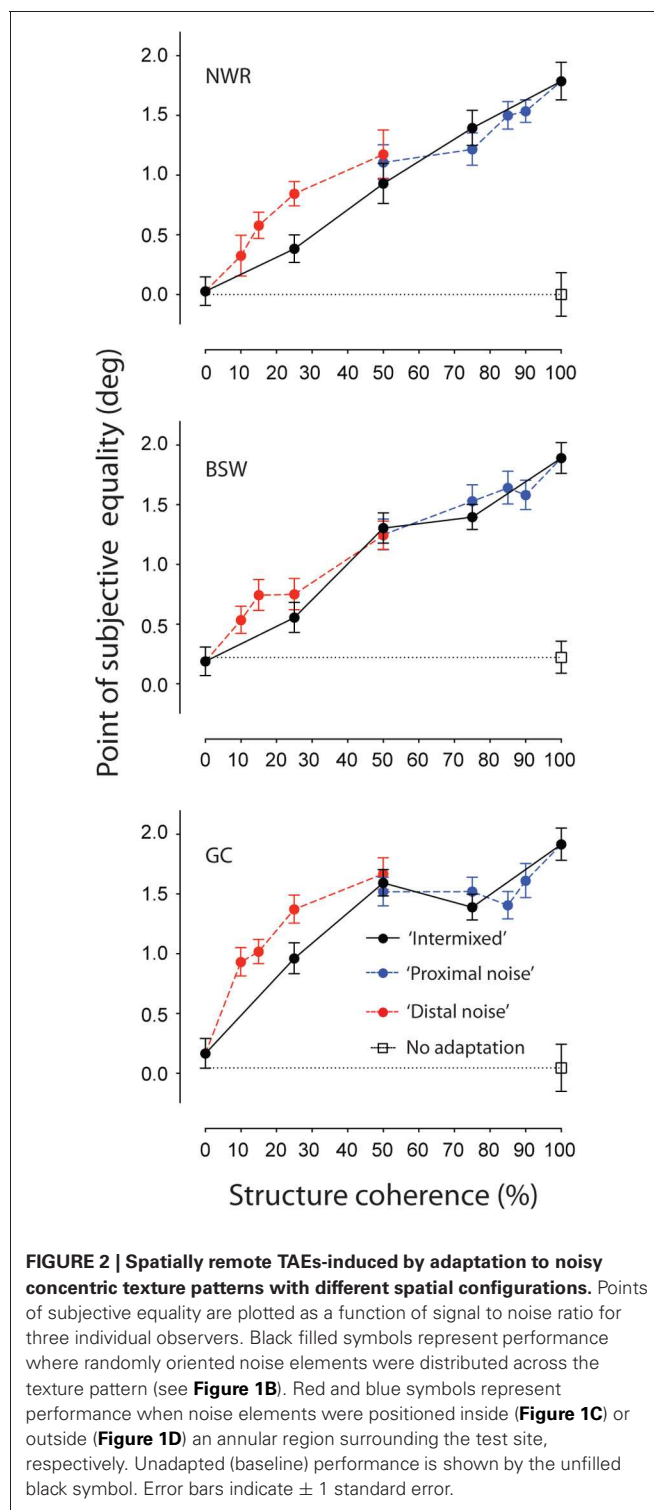 NWR
2.0
1.5
1.0
0.5
0.0
0 10 20 30 40 50 60 70 80 90 100
Point of subjective equality (deg)
BSW
2.0
1.5
1.0
0.5
0.0
0 10 20 30 40 50 60 70 80 90 100
GC
2.0
1.5
1.0
0.5
0.0
'Intermixed'
'Proximal noise'
'Distal noise'
No adaptation
0 10 20 30 40 50 60 70 80 90 100
Structure coherence (%)
FIGURE 2 | Spatially remote TAEs-induced by adaptation to noisy
concentric texture patterns with different spatial configurations. Points
of subjective equality are plotted as a function of signal to noise ratio for
three individual observers. Black filled symbols represent performance
where randomly oriented noise elements were distributed across the
texture pattern (see Figure 1B). Red and blue symbols represent
performance when noise elements were positioned inside (Figure 1C) or
outside (Figure 1D) an annular region surrounding the test site,
respectively. Unadapted (baseline) performance is shown by the unfilled
black symbol. Error bars indicate ± 1 standard error.